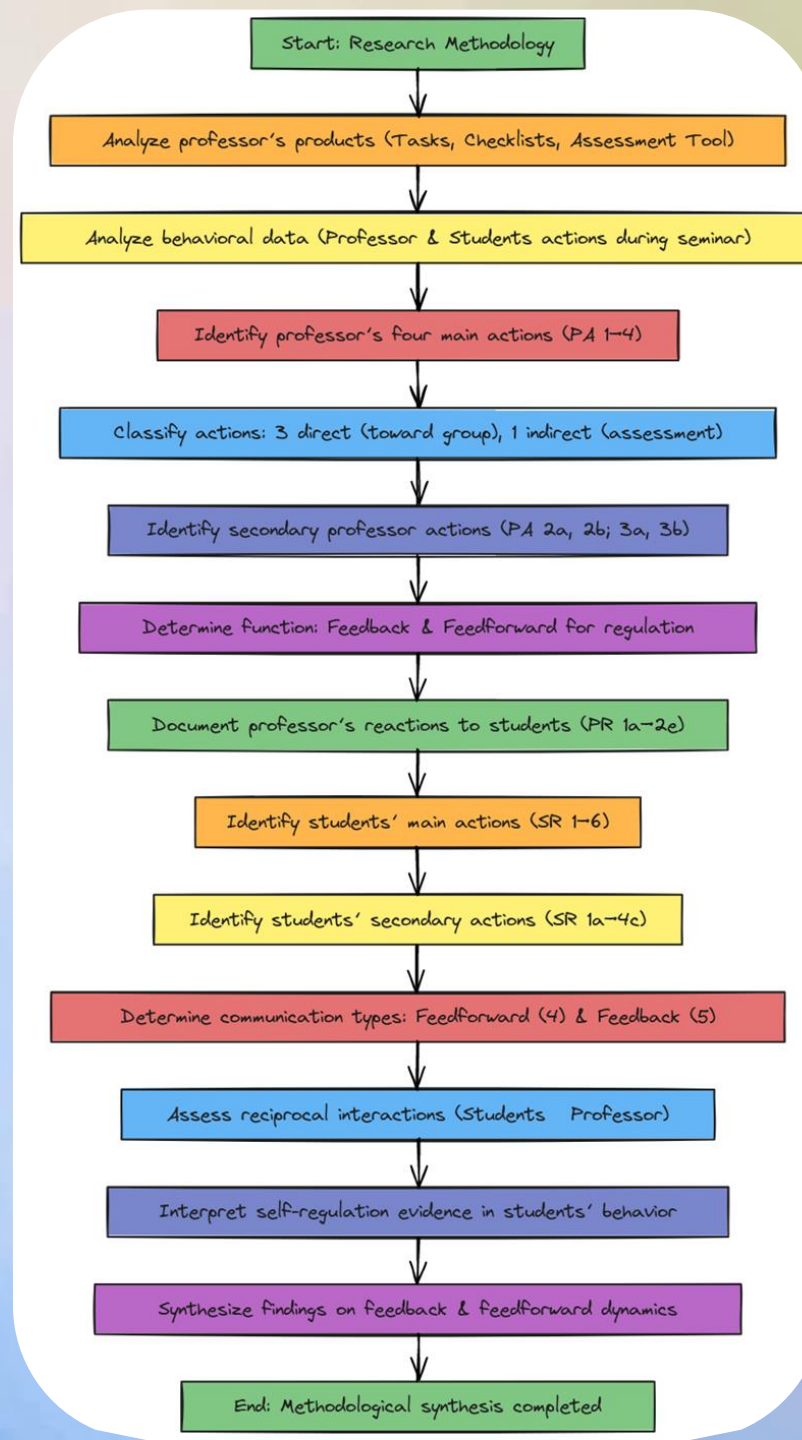 Start: Research Methodology
Analyze professor's products (Tasks, Checklists, Assessment Tool)
Analyze behavioral data (Professor & Students actions during seminar)
Identify professor's four main actions (PA 1–4)
Classify actions: 3 direct (toward group), 1 indirect (assessment)
Identify secondary professor actions (PA 2a, 2b; 3a, 3b)
Determine function: Feedback & Feedforward for regulation
Document professor's reactions to students (PR 1a–2e)
Identify students' main actions (SR 1–6)
Identify students' secondary actions (SR 1a–4c)
Determine communication types: Feedforward (4) & Feedback (5)
Assess reciprocal interactions (Students Professor)
Interpret self-regulation evidence in students' behavior
Synthesize findings on feedback & feedforward dynamics
End: Methodological synthesis completed